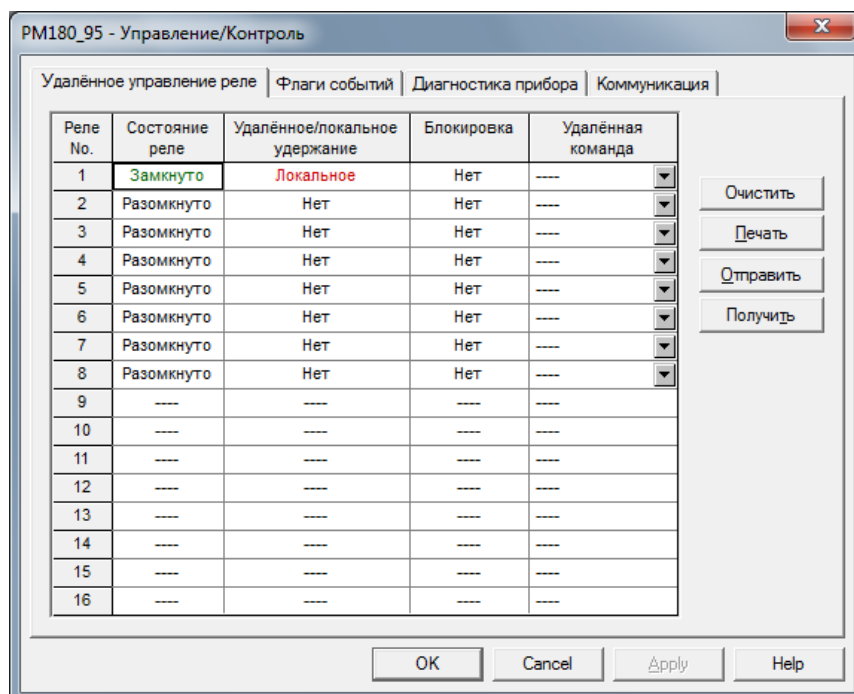 PM180_95 - Управление/Контроль
Удалённое управление реле Флаги событий Диагностика прибора Коммуникация
Реле No. Состояние реле Удалённое/локальное удержание Блокировка Удалённая команда
1 Замкнуто Локальное Нет ----
2 Разомкнуто Нет Нет ----
3 Разомкнуто Нет Нет ----
4 Разомкнуто Нет Нет ----
5 Разомкнуто Нет Нет ----
6 Разомкнуто Нет Нет ----
7 Разомкнуто Нет Нет ----
8 Разомкнуто Нет Нет ----
9 ---- ---- ---- ----
10 ---- ---- ---- ----
11 ---- ---- ---- ----
12 ---- ---- ---- ----
13 ---- ---- ---- ----
14 ---- ---- ---- ----
15 ---- ---- ---- ----
16 ---- ---- ---- ----
Очистить
Печать
Отправить
Получить
OK Cancel Apply Help